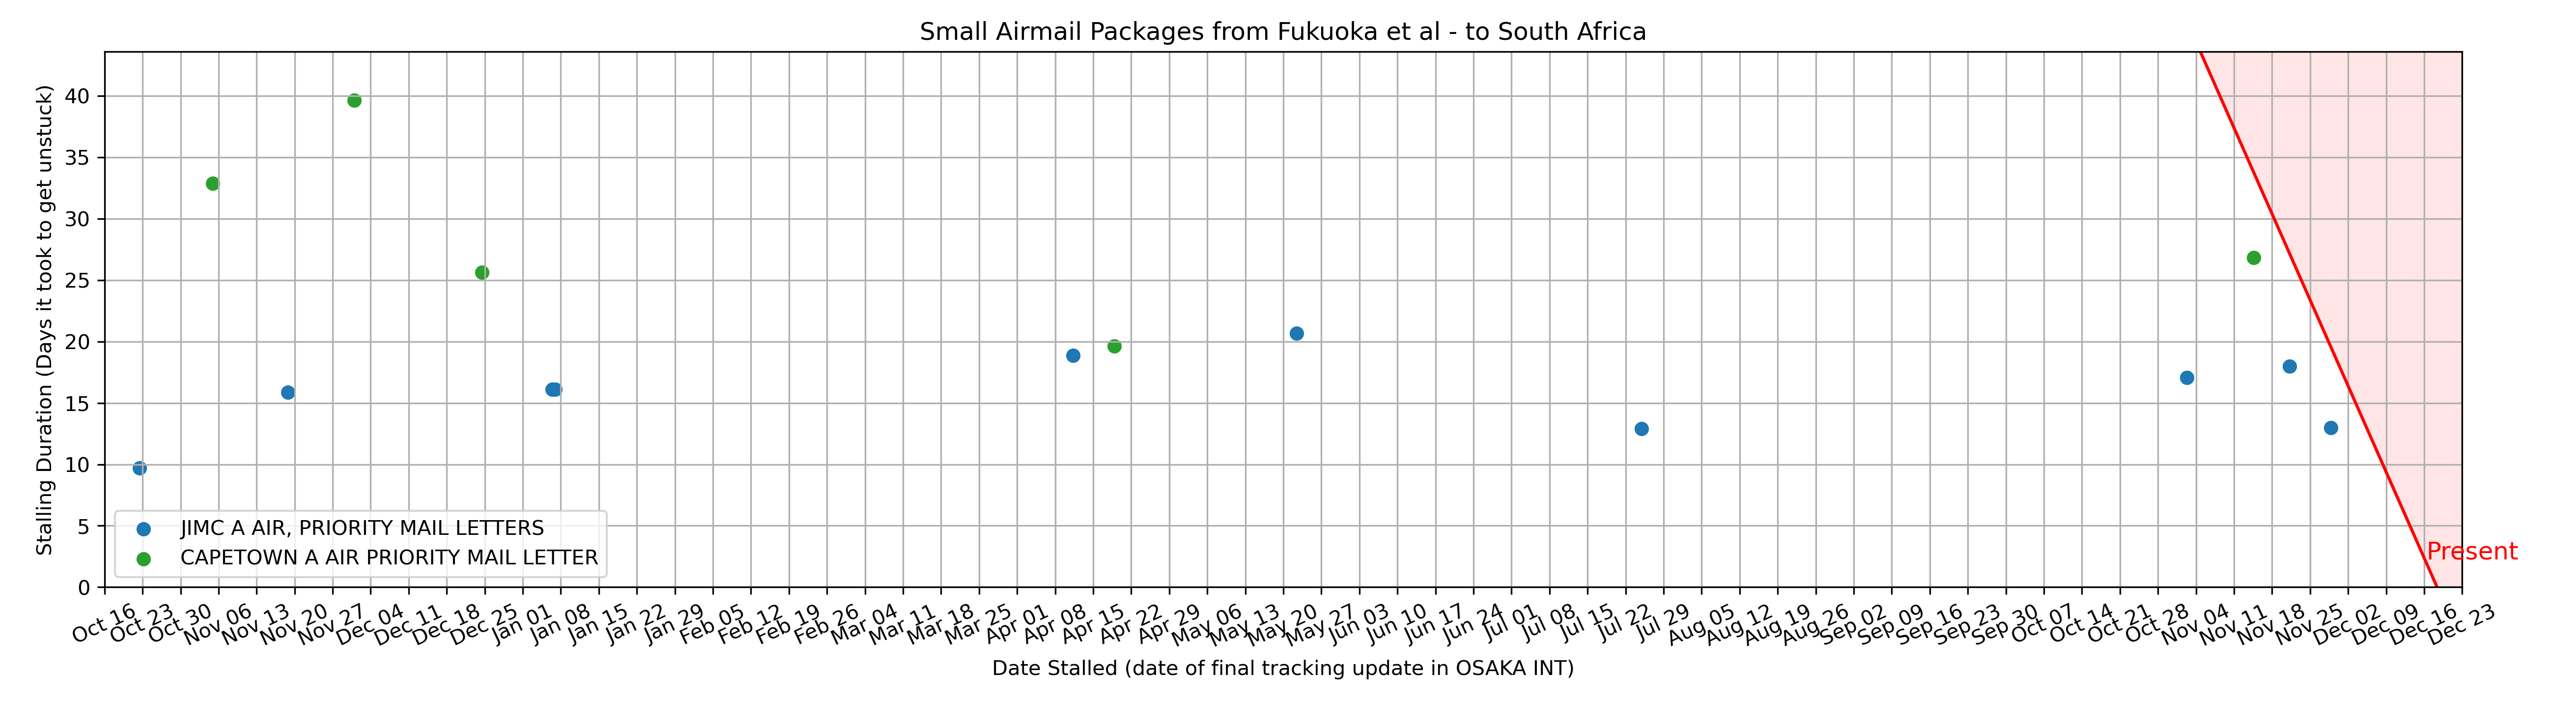 Small Airmail Packages from Fukuoka et al - to South Africa
Stalling Duration (Days it took to get unstuck)
40
35
30
25
20
15
10
5
0
JIMC A AIR, PRIORITY MAIL LETTERS
CAPETOWN A AIR PRIORITY MAIL LETTER
Present
Oct 16
Oct 23
Oct 30
Nov 06
Nov 13
Nov 20
Nov 27
Dec 04
Dec 11
Dec 18
Dec 25
Jan 01
Jan 08
Jan 15
Jan 22
Jan 29
Feb 05
Feb 12
Feb 19
Feb 26
Mar 04
Mar 11
Mar 18
Mar 25
Apr 01
Apr 08
Apr 15
Apr 22
Apr 29
May 06
May 13
May 20
May 27
Jun 03
Jun 10
Jun 17
Jun 24
Jul 01
Jul 08
Jul 15
Jul 22
Jul 29
Aug 05
Aug 12
Aug 19
Aug 26
Sep 02
Sep 09
Sep 16
Sep 23
Sep 30
Oct 07
Oct 14
Oct 21
Oct 28
Nov 04
Nov 11
Nov 18
Nov 25
Dec 02
Dec 09
Dec 16
Dec 23
Date Stalled (date of final tracking update in OSAKA INT)